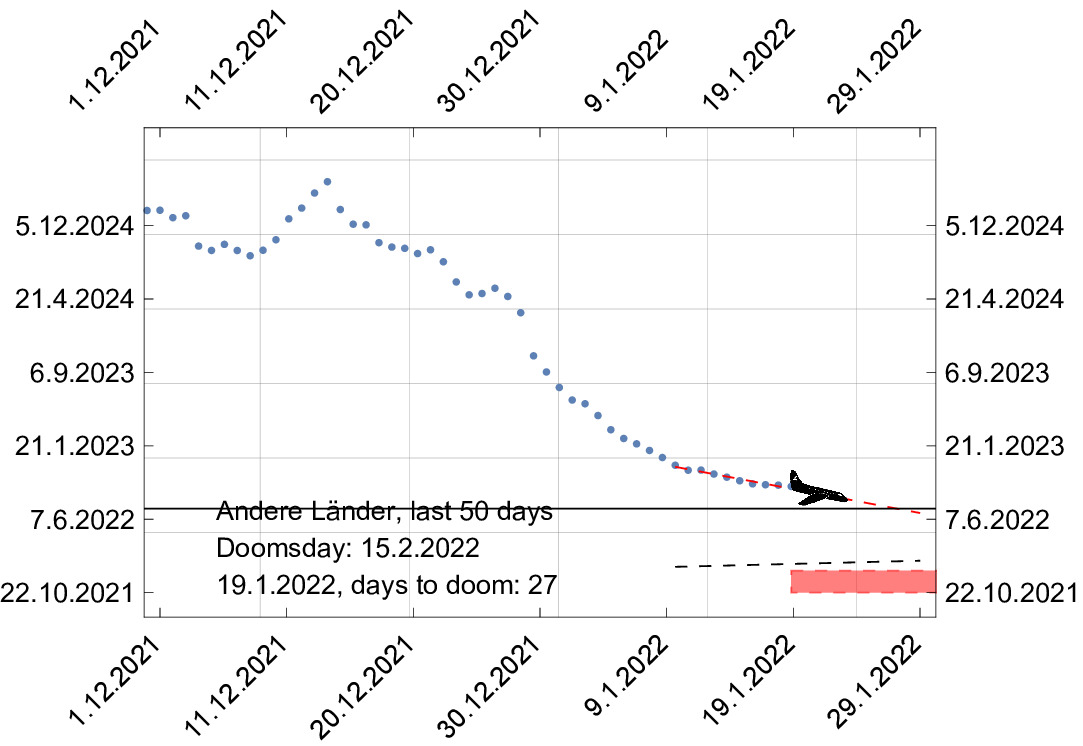 1.12.2021 11.12.2021 20.12.2021 30.12.2021 9.1.2022 19.1.2022 29.1.2022
5.12.2024 5.12.2024
21.4.2024 21.4.2024
6.9.2023 6.9.2023
21.1.2023 21.1.2023
Andere Länder, last 50 days
7.6.2022 7.6.2022
Doomsday: 15.2.2022
19.1.2022, days to doom: 27
22.10.2021 22.10.2021
1.12.2021 11.12.2021 20.12.2021 30.12.2021 9.1.2022 19.1.2022 29.1.2022